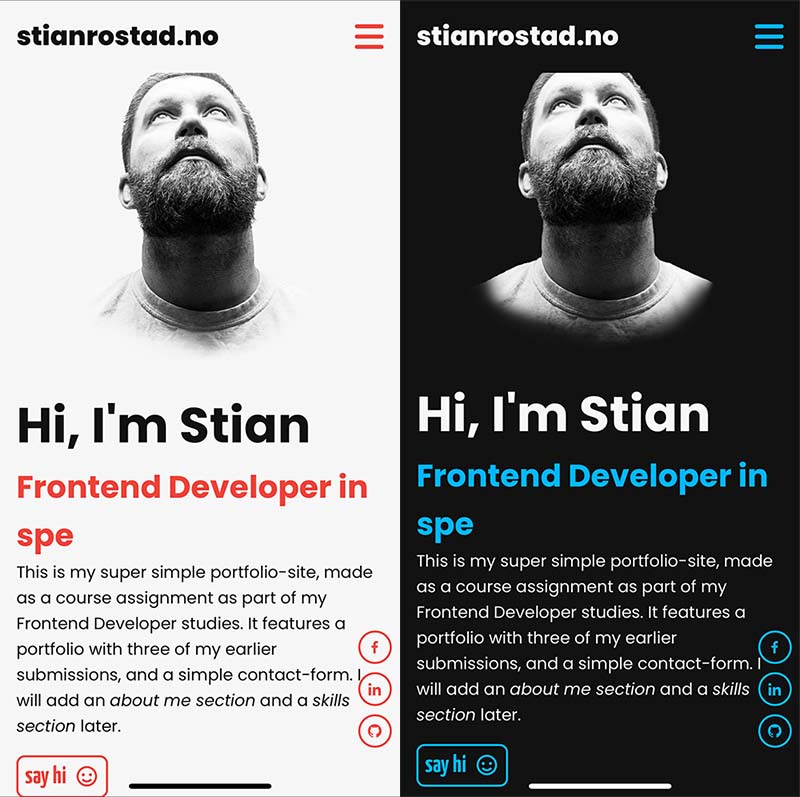 stianrostad.no
Hi, I'm Stian
Frontend Developer in
spe
This is my super simple portfolio-site, made
as a course assignment as part of my
Frontend Developer studies. It features a
portfolio with three of my earlier
submissions, and a simple contact-form. I
will add an about me section and a skills
section later.
f
in
say hi
stianrostad.no
Hi, I'm Stian
Frontend Developer in
spe
This is my super simple portfolio-site, made
as a course assignment as part of my
Frontend Developer studies. It features a
portfolio with three of my earlier
submissions, and a simple contact-form. I
will add an about me section and a skills
section later.
f
in
say hi